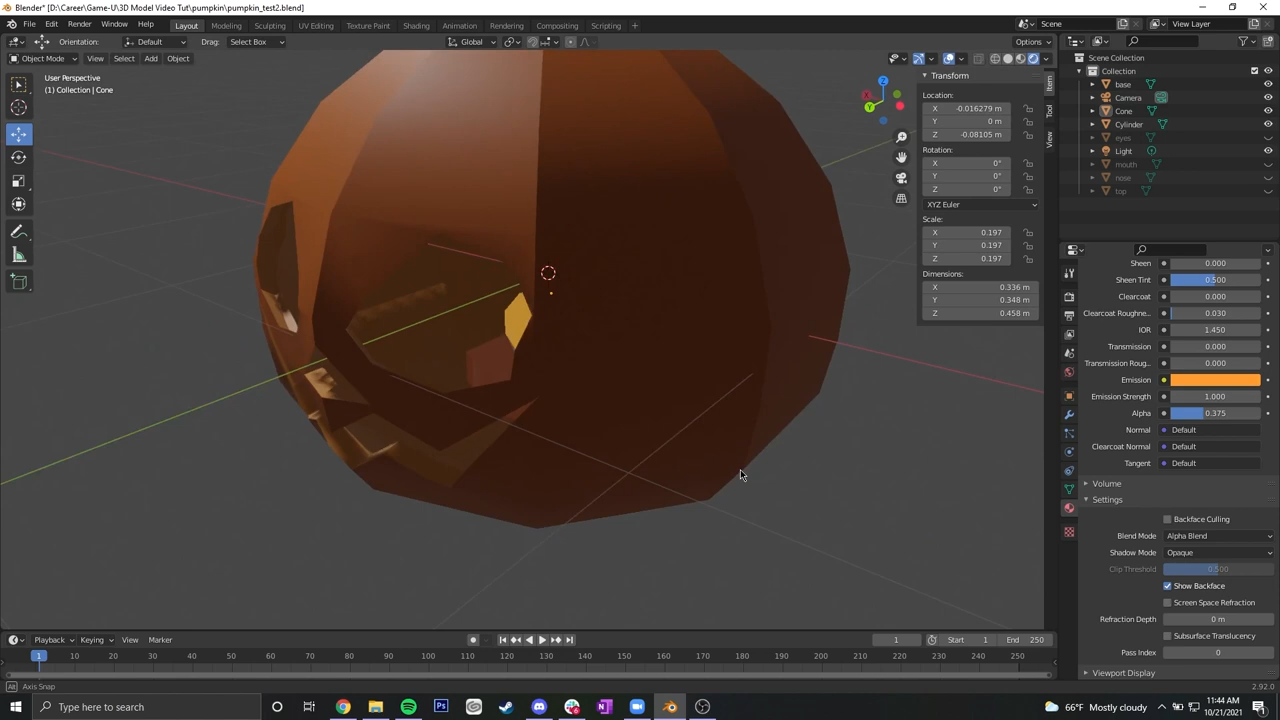 Blender* [D:\Career\Game-U\3D Model Video Tut\pumpkin\pumpkin_test2.blend]
File Edit Render Window Help Layout Modeling Sculpting UV Editing Texture Paint Shading Animation Rendering Compositing Scripting Scene View Layer
Orientation: Default Drag: Select Box Global Options
Object Mode View Select Add Object
User Perspective
(1) Collection | Cone
Transform
Location:
X -0.016279 m
Y 0 m
Z -0.08105 m
Rotation:
X 0°
Y 0°
Z 0°
XYZ Euler
Scale:
X 0.197
Y 0.197
Z 0.197
Dimensions:
X 0.336 m
Y 0.348 m
Z 0.458 m
Item
Tool
View
Z
Y
Scene Collection
Collection
base
Camera
Cone
Cylinder
eyes
Light
mouth
nose
top
Sheen 0.000
Sheen Tint 0.500
Clearcoat 0.000
Clearcoat Roughne... 0.030
IOR 1.450
Transmission 0.000
Transmission Roug... 0.000
Emission
Emission Strength 1.000
Alpha 0.375
Normal Default
Clearcoat Normal Default
Tangent Default
Volume
Settings
Backface Culling
Blend Mode Alpha Blend
Shadow Mode Opaque
Clip Threshold 0.500
Show Backface
Screen Space Refraction
Refraction Depth 0 m
Subsurface Translucency
Pass Index 0
Viewport Display
Playback Keying View Marker 1 Start 1 End 250
1 10 20 30 40 50 60 70 80 90 100 110 120 130 140 150 160 170 180 190 200 210 220 230 240 250
Alt Axis Snap 2.92.0
Type here to search 66°F Mostly cloudy 11:44 AM
10/21/2021